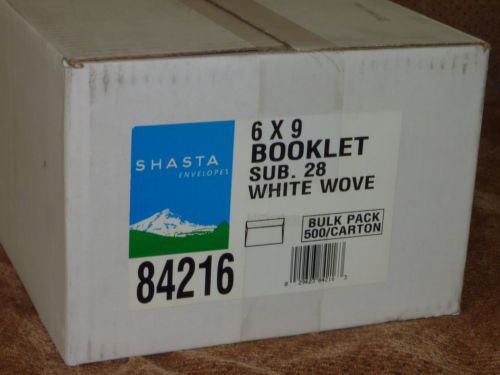 SHASTA
ENVELOPES
84216
6 X 9
BOOKLET
SUB. 28
WHITE WOVE
BULK PACK
500/CARTON